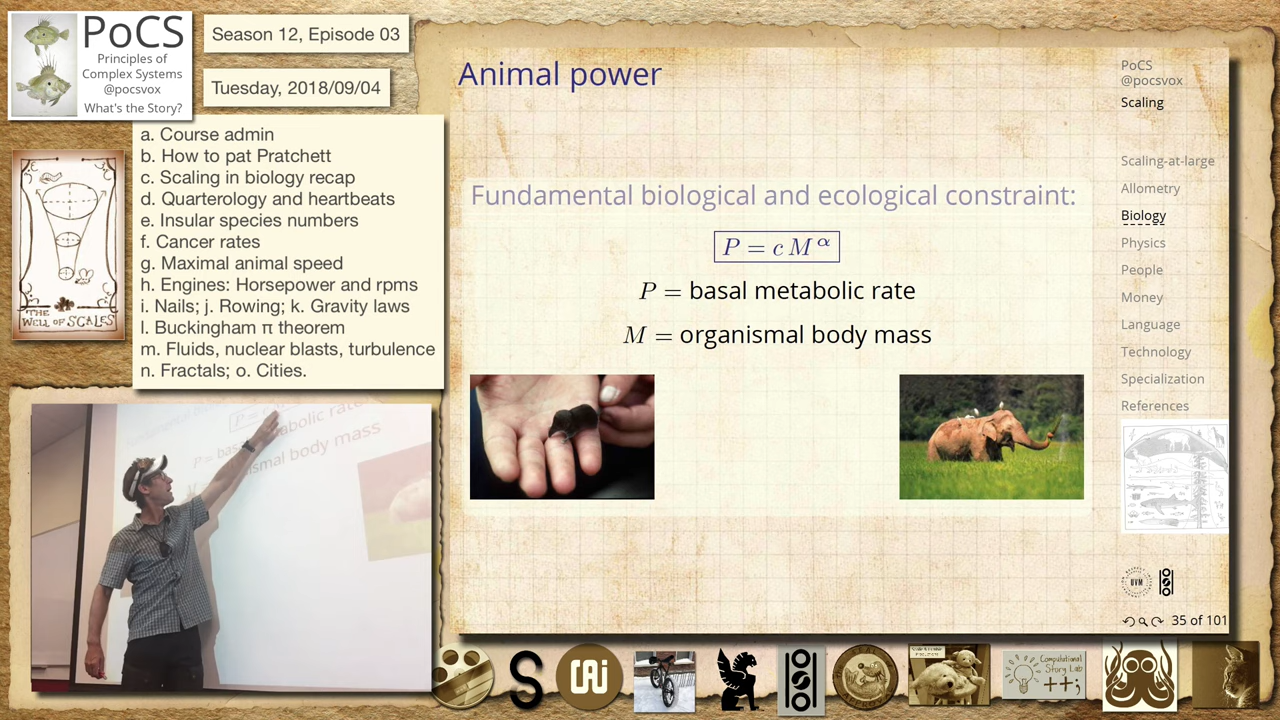 PoCS
Principles of
Complex Systems
@pocsvox
What's the Story?
Season 12, Episode 03
Tuesday, 2018/09/04
a. Course admin
b. How to pat Pratchett
c. Scaling in biology recap
d. Quarterology and heartbeats
e. Insular species numbers
f. Cancer rates
g. Maximal animal speed
h. Engines: Horsepower and rpms
i. Nails; j. Rowing; k. Gravity laws
l. Buckingham π theorem
m. Fluids, nuclear blasts, turbulence
n. Fractals; o. Cities.
THE
WELL OF SCALES
Animal power
Fundamental biological and ecological constraint:
P = c M^α
P = basal metabolic rate
M = organismal body mass
PoCS
@pocsvox
Scaling
Scaling-at-large
Allometry
Biology
Physics
People
Money
Language
Technology
Specialization
References
UVM
35 of 101
Computational
Story Lab
++;